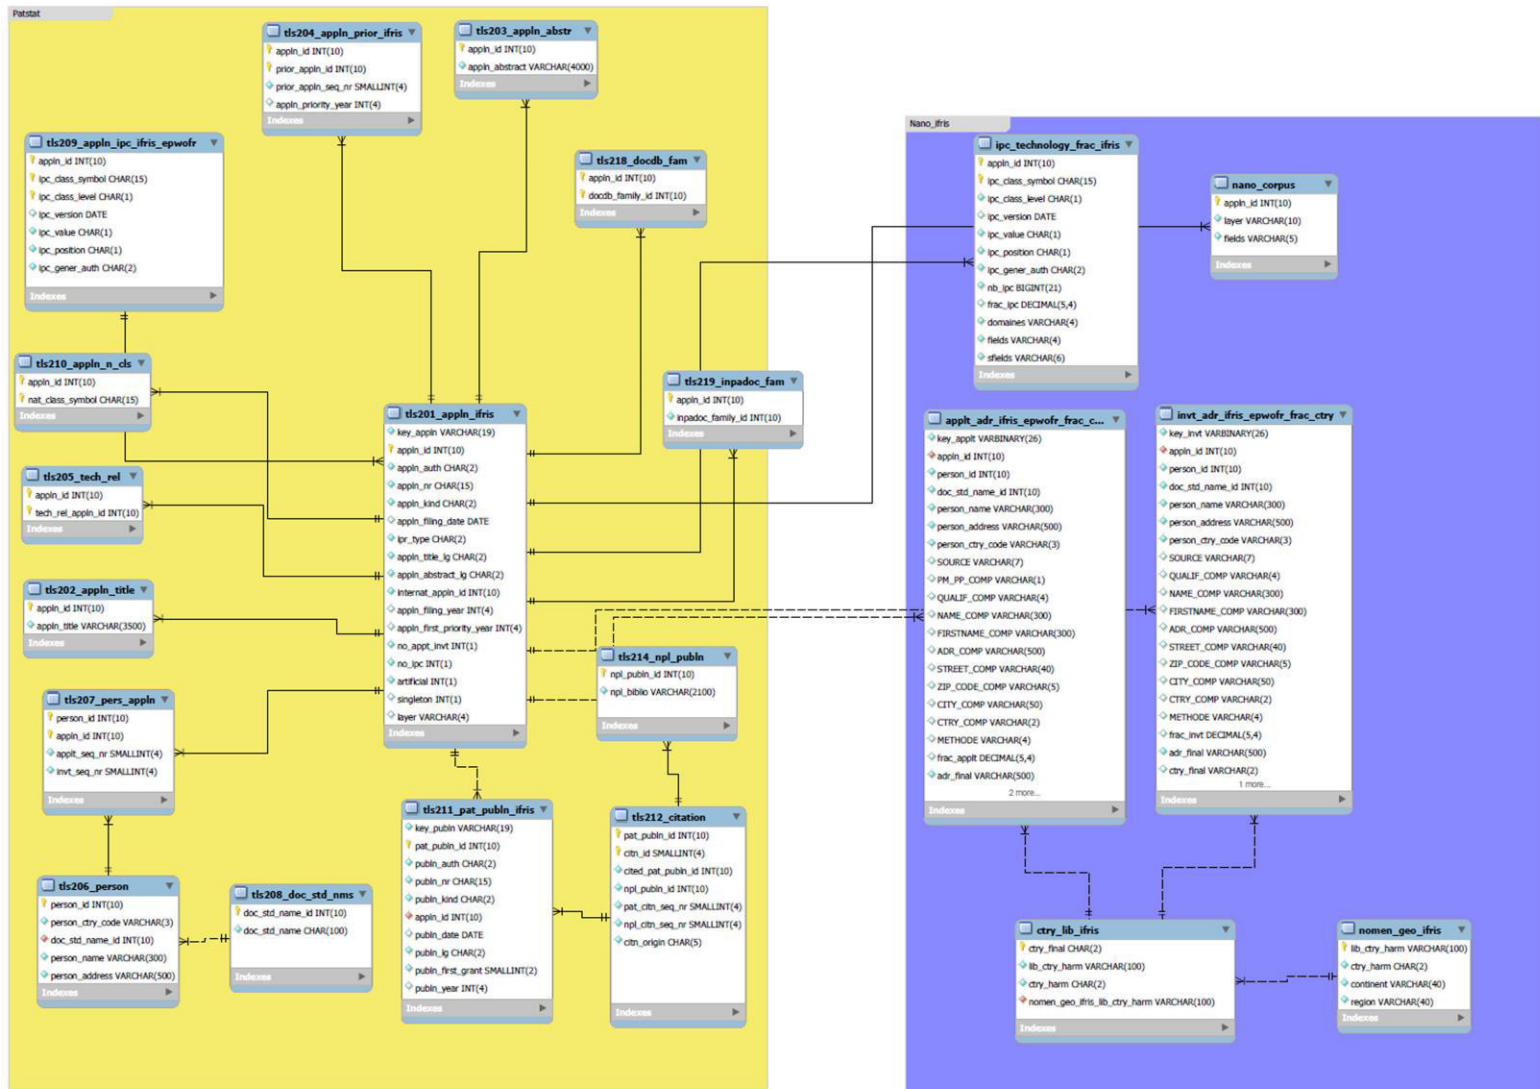 Patstat
tls204_appln_prior_ifris
appln_id INT(10)
prior_appln_id INT(10)
prior_appln_seq_nr SMALLINT(4)
appln_priority_year INT(4)
Indexes
tls203_appln_abstr
appln_id INT(10)
appln_abstract VARCHAR(4000)
Indexes
tls209_appln_ipc_ifris_epwofr
appln_id INT(10)
ipc_class_symbol CHAR(15)
ipc_class_level CHAR(1)
ipc_version DATE
ipc_value CHAR(1)
ipc_position CHAR(1)
ipc_gener_auth CHAR(2)
Indexes
tls218_docdb_fam
appln_id INT(10)
docdb_family_id INT(10)
Indexes
tls210_appln_n_cls
appln_id INT(10)
nat_class_symbol CHAR(15)
Indexes
tls219_inpadoc_fam
appln_id INT(10)
inpadoc_family_id INT(10)
Indexes
tls201_appln_ifris
key_appln VARCHAR(19)
appln_id INT(10)
appln_auth CHAR(2)
appln_nr CHAR(15)
appln_kind CHAR(2)
appln_filing_date DATE
ipr_type CHAR(2)
appln_title_lg CHAR(2)
appln_abstract_lg CHAR(2)
internat_appln_id INT(10)
appln_filing_year INT(4)
appln_first_priority_year INT(4)
no_appt_invt INT(1)
no_ipc INT(1)
artificial INT(1)
singleton INT(1)
layer VARCHAR(4)
Indexes
tls205_tech_rel
appln_id INT(10)
tech_rel_appln_id INT(10)
Indexes
tls202_appln_title
appln_id INT(10)
appln_title VARCHAR(3500)
Indexes
tls214_npl_publn
npl_publn_id INT(10)
npl_biblio VARCHAR(2100)
Indexes
tls207_pers_appln
person_id INT(10)
appln_id INT(10)
applt_seq_nr SMALLINT(4)
invt_seq_nr SMALLINT(4)
Indexes
tls211_pat_publn_ifris
key_publn VARCHAR(19)
pat_publn_id INT(10)
publn_auth CHAR(2)
publn_nr CHAR(15)
publn_kind CHAR(2)
appln_id INT(10)
publn_date DATE
publn_lg CHAR(2)
publn_first_grant SMALLINT(2)
publn_year INT(4)
Indexes
tls212_citation
pat_publn_id INT(10)
citn_id SMALLINT(4)
cited_pat_publn_id INT(10)
npl_publn_id INT(10)
pat_citn_seq_nr SMALLINT(4)
npl_citn_seq_nr SMALLINT(4)
citn_origin CHAR(5)
Indexes
tls206_person
person_id INT(10)
person_ctry_code VARCHAR(3)
doc_std_name_id INT(10)
person_name VARCHAR(300)
person_address VARCHAR(500)
Indexes
tls208_doc_std_nms
doc_std_name_id INT(10)
doc_std_name CHAR(100)
Indexes
Nano_ifris
ipc_technology_frac_ifris
appln_id INT(10)
ipc_class_symbol CHAR(15)
ipc_class_level CHAR(1)
ipc_version DATE
ipc_value CHAR(1)
ipc_position CHAR(1)
ipc_gener_auth CHAR(2)
nb_ipc BIGINT(21)
frac_ipc DECIMAL(5,4)
domaines VARCHAR(4)
fields VARCHAR(4)
sfields VARCHAR(6)
Indexes
nano_corpus
appln_id INT(10)
layer VARCHAR(10)
fields VARCHAR(5)
Indexes
applt_adr_ifris_epwofr_frac_c...
key_applt VARBINARY(26)
appln_id INT(10)
person_id INT(10)
doc_std_name_id INT(10)
person_name VARCHAR(300)
person_address VARCHAR(500)
person_ctry_code VARCHAR(3)
SOURCE VARCHAR(7)
PM_PP_COMP VARCHAR(1)
QUALIF_COMP VARCHAR(4)
NAME_COMP VARCHAR(300)
FIRSTNAME_COMP VARCHAR(300)
ADR_COMP VARCHAR(500)
STREET_COMP VARCHAR(40)
ZIP_CODE_COMP VARCHAR(5)
CITY_COMP VARCHAR(50)
CTRY_COMP VARCHAR(2)
METHODE VARCHAR(4)
frac_applt DECIMAL(5,4)
adr_final VARCHAR(500)
2 more...
Indexes
invt_adr_ifris_epwofr_frac_ctry
key_invt VARBINARY(26)
appln_id INT(10)
person_id INT(10)
doc_std_name_id INT(10)
person_name VARCHAR(300)
person_address VARCHAR(500)
person_ctry_code VARCHAR(3)
SOURCE VARCHAR(7)
QUALIF_COMP VARCHAR(4)
NAME_COMP VARCHAR(300)
FIRSTNAME_COMP VARCHAR(300)
ADR_COMP VARCHAR(500)
STREET_COMP VARCHAR(40)
ZIP_CODE_COMP VARCHAR(5)
CITY_COMP VARCHAR(50)
CTRY_COMP VARCHAR(2)
METHODE VARCHAR(4)
frac_invt DECIMAL(5,4)
adr_final VARCHAR(500)
ctry_final VARCHAR(2)
1 more...
Indexes
ctry_lib_ifris
ctry_final CHAR(2)
lib_ctry_harm VARCHAR(100)
ctry_harm CHAR(2)
nomen_geo_ifris_lib_ctry_harm VARCHAR(100)
Indexes
nomen_geo_ifris
lib_ctry_harm VARCHAR(100)
ctry_harm CHAR(2)
continent VARCHAR(40)
region VARCHAR(40)
Indexes